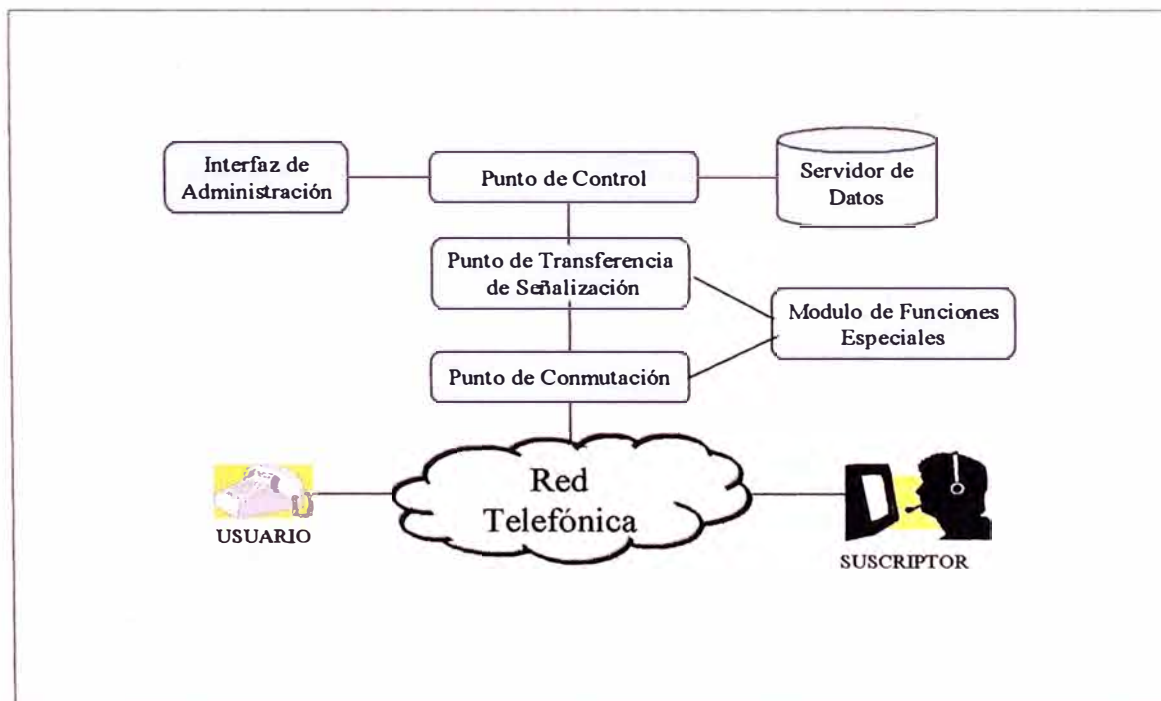 Interfaz de
Administración
Punto de Control
Servidor de
Datos
Punto de Transferencia
de Señalización
Modulo de Funciones
Especiales
Punto de Conmutación
Red
Telefónica
USUARIO
SUSCRIPTOR